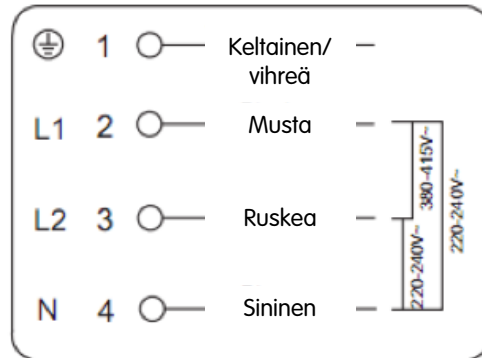 1 Keltainen/
vihreä
L1 2 Musta
L2 3 Ruskea
N 4 Sininen
380-415V~
220-240V~
220-240V~